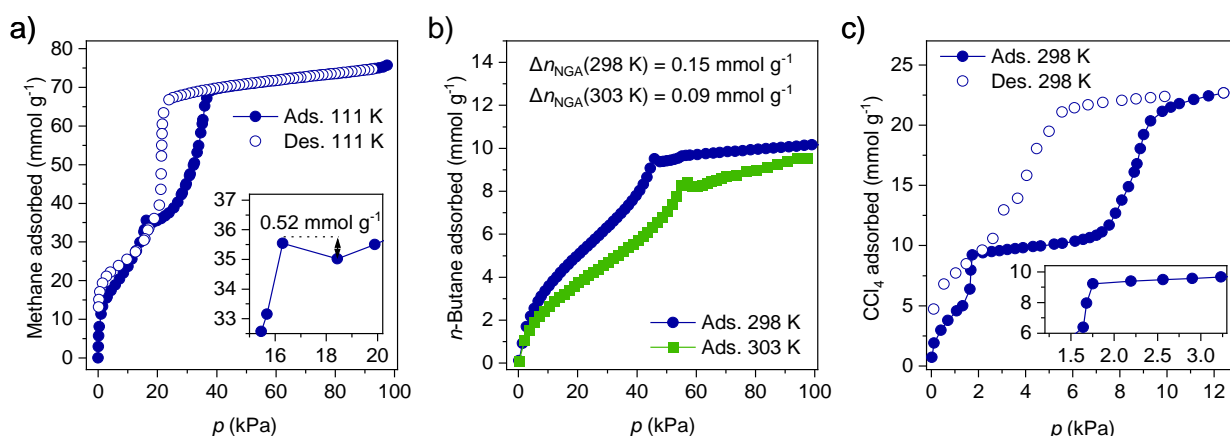 a)
Methane adsorbed (mmol g⁻¹)
80
70
60
50
40
30
20
10
0
Ads. 111 K
Des. 111 K
37
36
35
34
33
0.52 mmol g⁻¹
16 18 20
0 20 40 60 80 100
p (kPa)
b)
n-Butane adsorbed (mmol g⁻¹)
14
12
10
8
6
4
2
0
Δn_NGA(298 K) = 0.15 mmol g⁻¹
Δn_NGA(303 K) = 0.09 mmol g⁻¹
Ads. 298 K
Ads. 303 K
0 20 40 60 80 100
p (kPa)
c)
CCl₄ adsorbed (mmol g⁻¹)
25
20
15
10
5
0
Ads. 298 K
Des. 298 K
10
8
6
1.5 2.0 2.5 3.0
0 2 4 6 8 10 12
p (kPa)